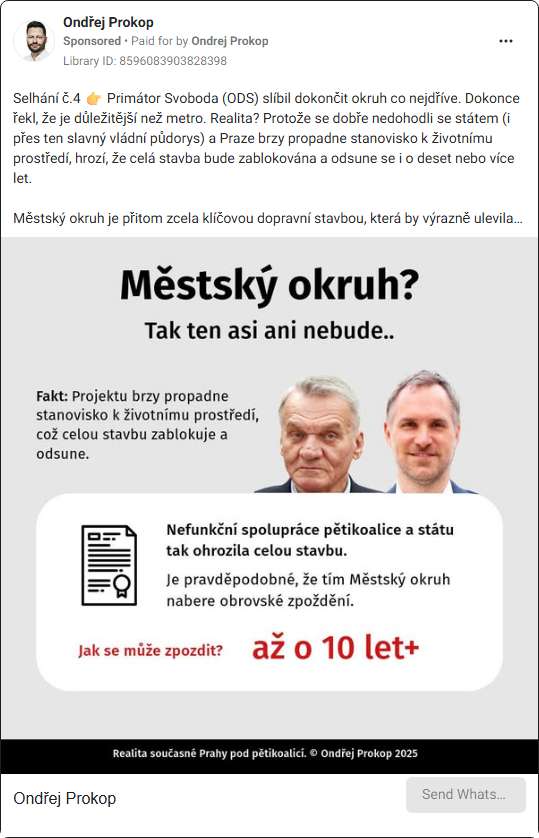 Ondřej Prokop
Sponsored • Paid for by Ondrej Prokop
Library ID: 8596083903828398
Selhání č.4 👉 Primátor Svoboda (ODS) slíbil dokončit okruh co nejdříve. Dokonce
řekl, že je důležitější než metro. Realita? Protože se dobře nedohodli se státem (i
přes ten slavný vládní půdorys) a Praze brzy propadne stanovisko k životnímu
prostředí, hrozí, že celá stavba bude zablokována a odsune se i o deset nebo více
let.
Městský okruh je přitom zcela klíčovou dopravní stavbou, která by výrazně ulevila...
Městský okruh?
Tak ten asi ani nebude..
Fakt: Projektu brzy propadne
stanovisko k životnímu prostředí,
což celou stavbu zablokuje a
odsune.
Nefunkční spolupráce pětikoalice a státu
tak ohrozila celou stavbu.
Je pravděpodobné, že tím Městský okruh
nabere obrovské zpoždění.
Jak se může zpozdit? až o 10 let+
Realita současné Prahy pod pětikoalicí. © Ondřej Prokop 2025
Ondřej Prokop
Send Whats...